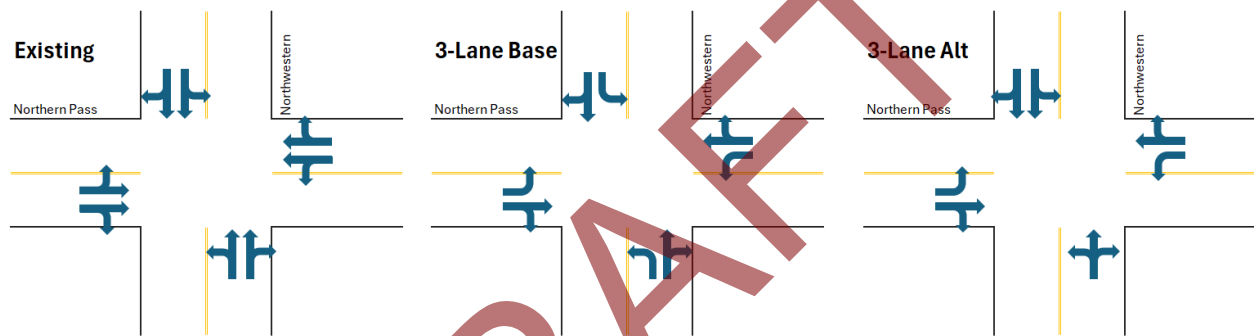 Existing
Northwestern
Northern Pass
3-Lane Base
Northwestern
Northern Pass
3-Lane Alt
Northwestern
Northern Pass
DRAFT